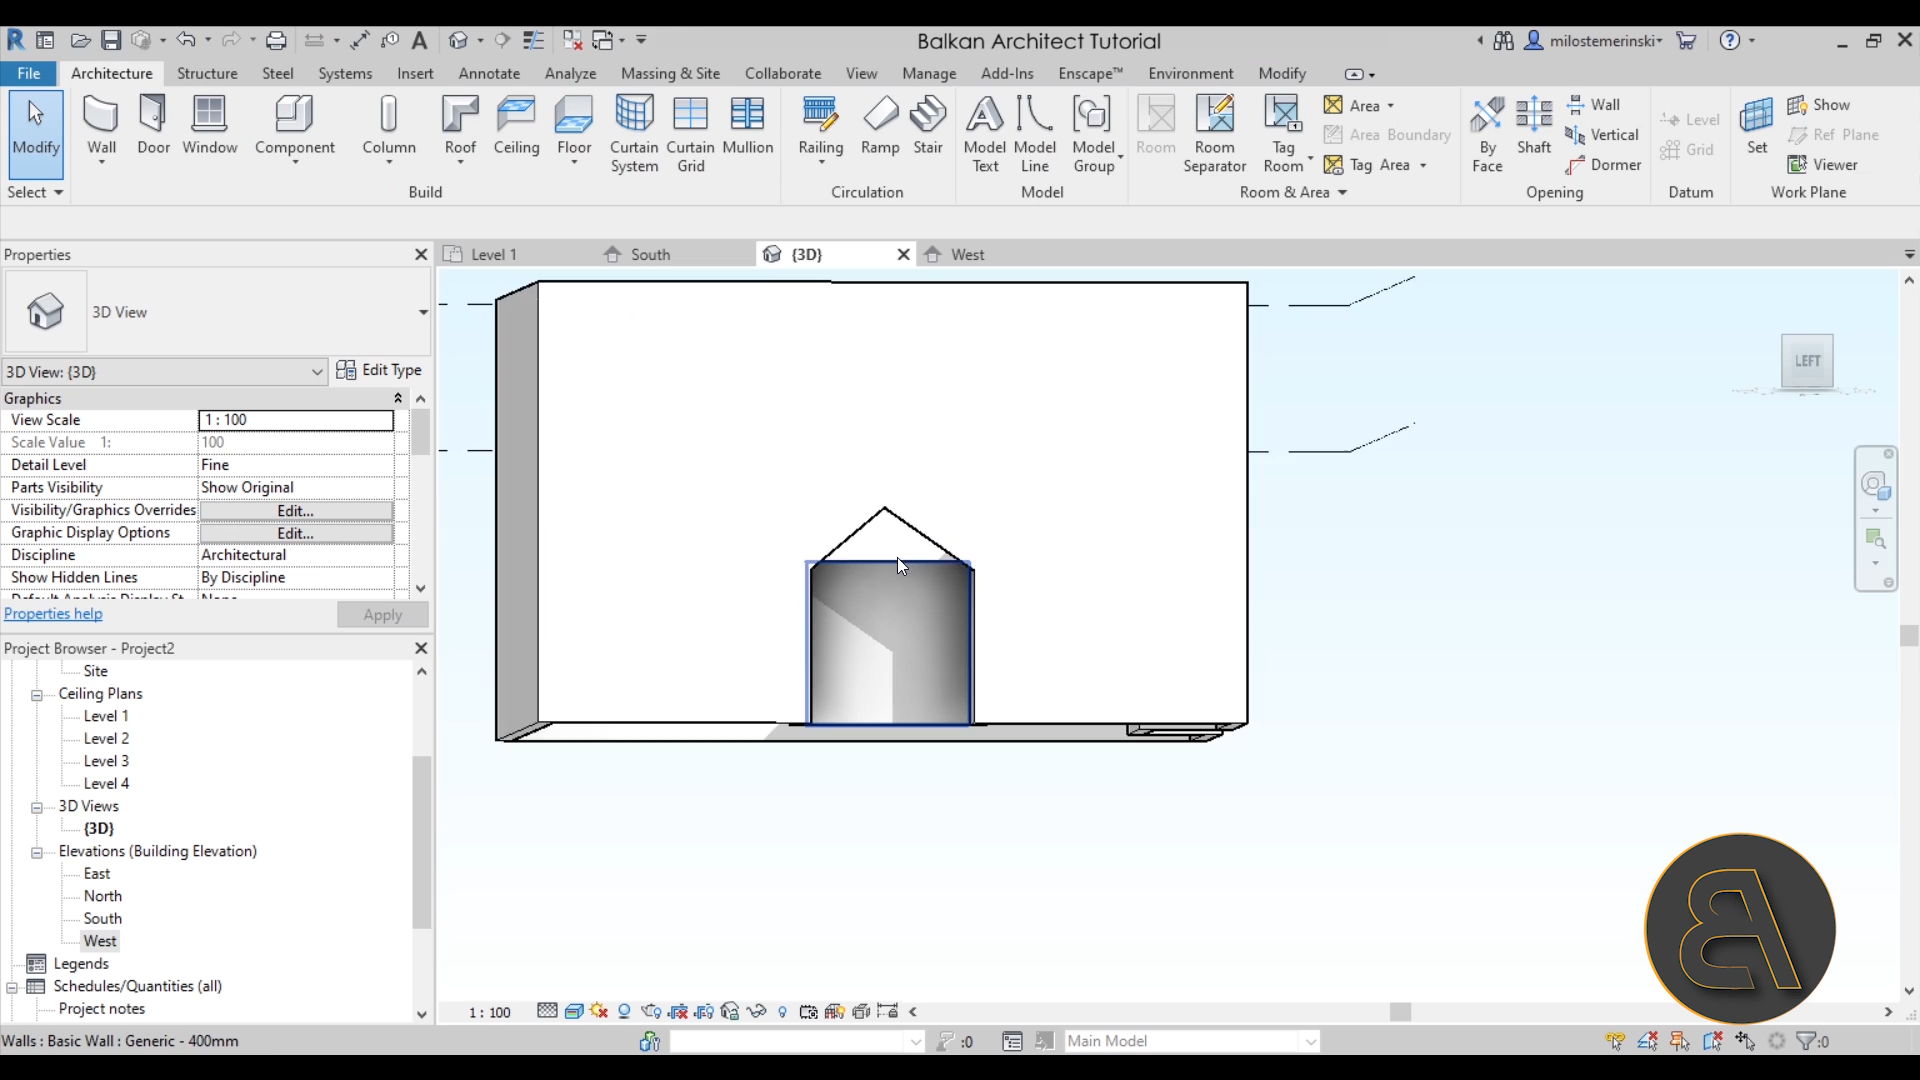 Balkan Architect Tutorial
milostemerinski
File Architecture Structure Steel Systems Insert Annotate Analyze Massing & Site Collaborate View Manage Add-Ins Enscape™ Environment Modify
Modify Wall Door Window Component Column Roof Ceiling Floor Curtain System Curtain Grid Mullion Railing Ramp Stair Model Text Model Line Model Group Room Room Separator Tag Room
Area
Area Boundary
Tag Area
By Face Shaft
Wall
Vertical
Dormer
Level
Grid
Set
Show
Ref Plane
Viewer
Select Build Circulation Model Room & Area Opening Datum Work Plane
Properties
Level 1 South {3D} West
3D View
3D View: {3D} Edit Type
Graphics
View Scale 1 : 100
Scale Value 1: 100
Detail Level Fine
Parts Visibility Show Original
Visibility/Graphics Overrides Edit...
Graphic Display Options Edit...
Discipline Architectural
Show Hidden Lines By Discipline
Properties help Apply
LEFT
Project Browser - Project2
Site
Ceiling Plans
Level 1
Level 2
Level 3
Level 4
3D Views
{3D}
Elevations (Building Elevation)
East
North
South
West
Legends
Schedules/Quantities (all)
Project notes
1 : 100
Walls : Basic Wall : Generic - 400mm
:0
Main Model
:0